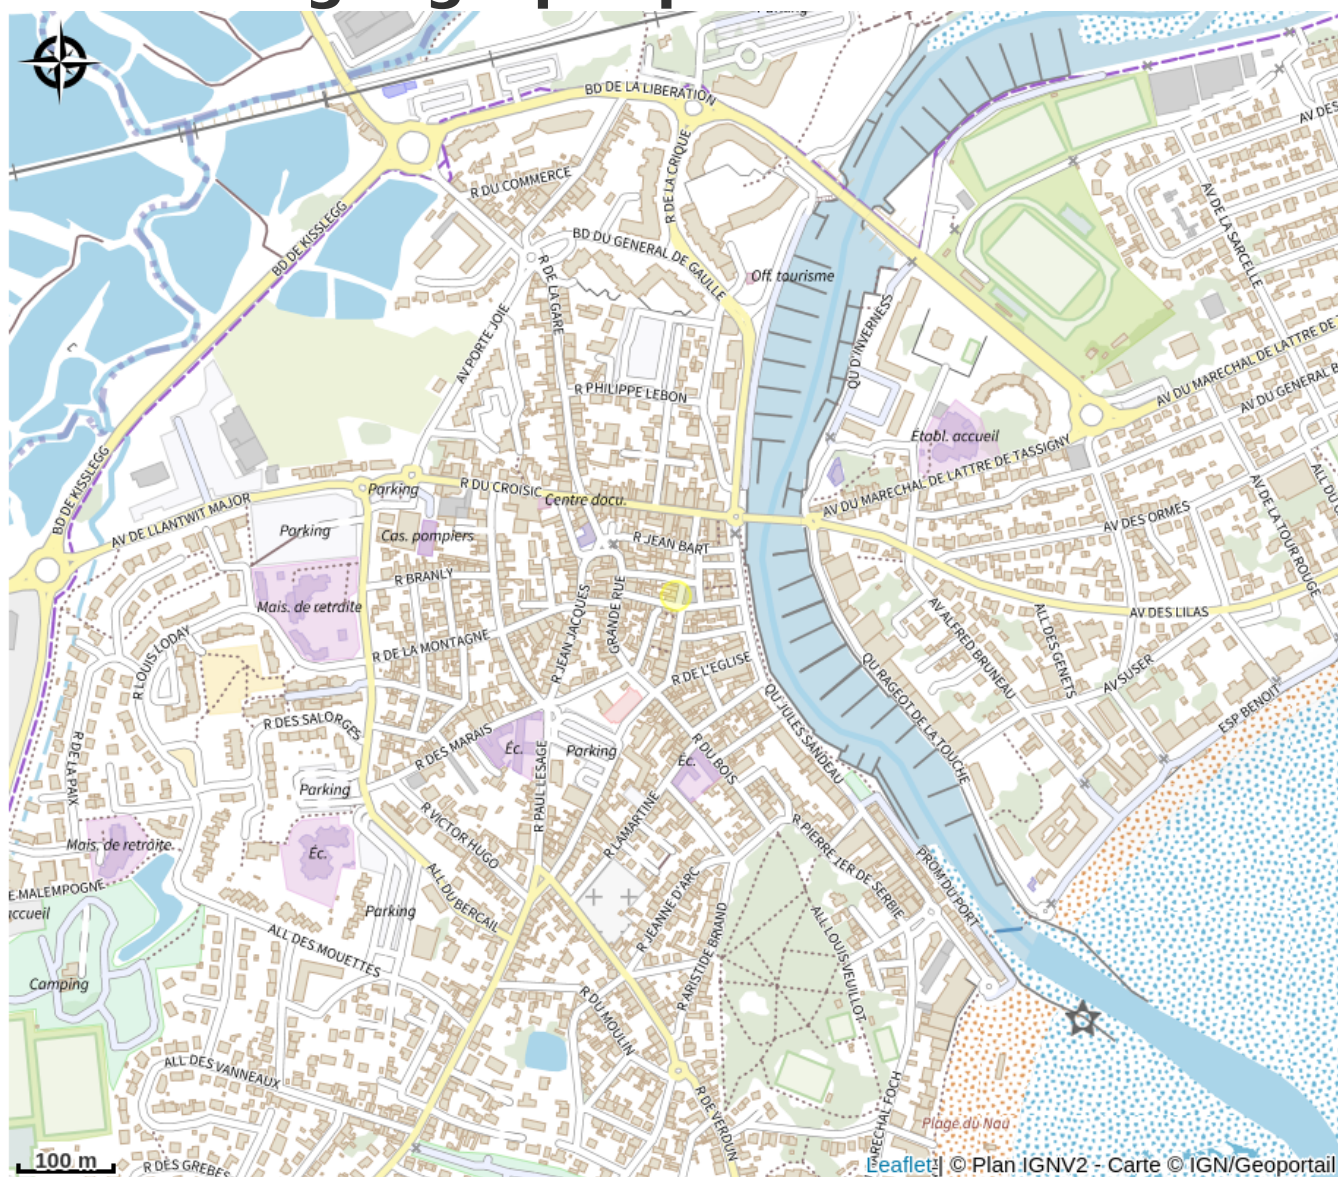 BD DE LA LIBERATION
R DU COMMERCE
R DE LA CRIQUE
AV DES
BD DE KISSLEGG
BD DU GENERAL DE GAULLE
R DE LA GARE
Off. tourisme
AV DE LA SARCELLE
AV PORTE JOIE
QU D'INVERNESS
R PHILIPPE LEBON
AV DU MARECHAL DE LATTRE DE
AV DU GENERAL B
Établ. accueil
AV DU MARECHAL DE LATTRE DE TASSIGNY
BD DE KISSLEGG
AV DE LLANTWIT MAJOR
Parking
R DU CROISIC
Centre docu.
AV DES ORMES
AV DE LA TOUR ROUGE
ALL DU
Parking
Cas. pompiers
R JEAN BART
R BRANLY
Mais. de retraite
R JEAN JACQUES
GRANDE RUE
AV DES LILAS
AV ALFRED BRUNEAU
ALL DES GENETS
R LOUIS LODAY
R DE LA MONTAGNE
R DE L'EGLISE
AV SUSER
ESP BENOIT
QU RAGEOT DE LA TOUCHE
QU JULES SANDEAU
R DES SALORGES
R DE LA PAIX
R DES MARAIS
Éc.
Parking
Éc.
R DU BOIS
Parking
R PAUL LESAGE
R VICTOR HUGO
R LAMARTINE
R PIERRE 1ER DE SERBIE
PROM DU PORT
Mais. de retraite
Éc.
ALL DU BERCAIL
R JEANNE D'ARC
R ARISTIDE BRIAND
ALL LOUIS VEUILLOT
E MALEMPOGNE
accueil
Parking
ALL DES MOUETTES
Camping
R DU MOULIN
ALL DES VANNEAUX
R DE VERDUN
ARECHAL FOCH
Plage du Nau
100 m
R DES GREBES
Leaflet | © Plan IGNV2 - Carte © IGN/Geoportail